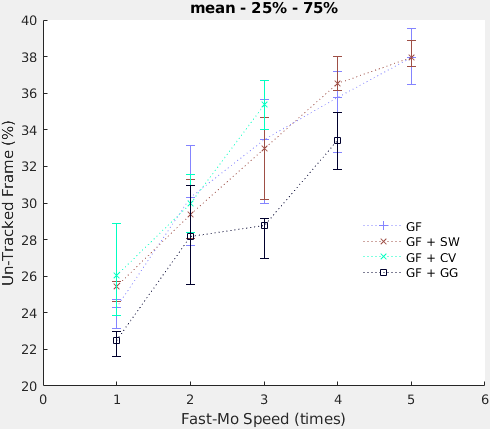 mean - 25% - 75%
Un-Tracked Frame (%)
40
38
36
34
32
30
28
26
24
22
20
GF
GF + SW
GF + CV
GF + GG
0 1 2 3 4 5 6
Fast-Mo Speed (times)